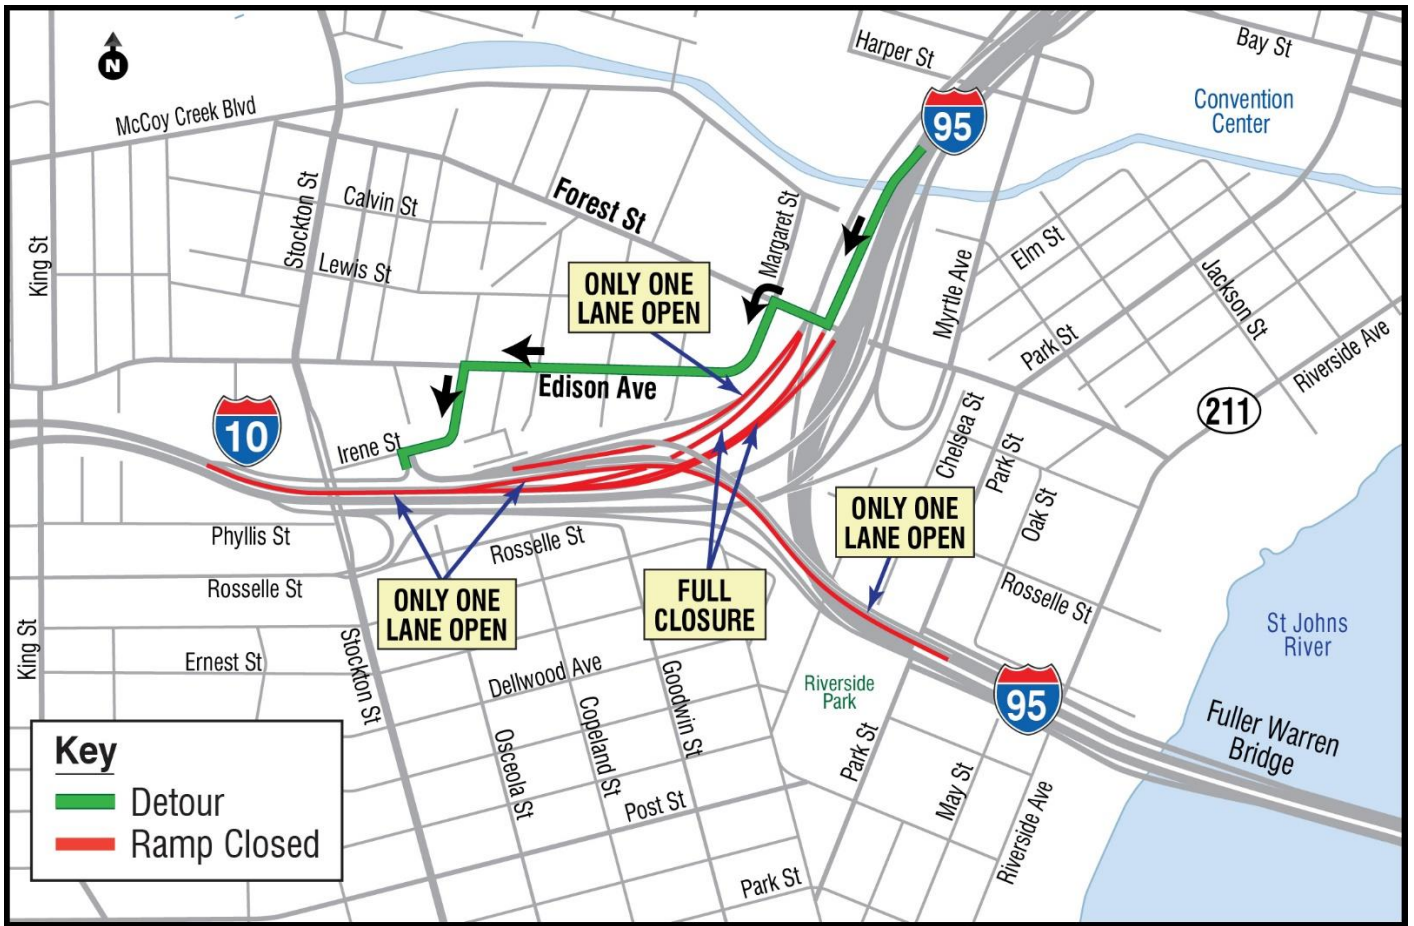 N
Harper St
Bay St
McCoy Creek Blvd
95
Convention
Center
Stockton St
Calvin St
Forest St
Margaret St
King St
Lewis St
Elm St
Myrtle Ave
Jackson St
ONLY ONE
LANE OPEN
Park St
Riverside Ave
Edison Ave
211
10
Irene St
Chelsea St
Park St
Oak St
ONLY ONE
LANE OPEN
Phyllis St
Rosselle St
Rosselle St
Rosselle St
ONLY ONE
LANE OPEN
FULL
CLOSURE
King St
Ernest St
Stockton St
Dellwood Ave
Goodwin St
Copeland St
Osceola St
Riverside
Park
St Johns
River
95
Fuller Warren
Bridge
Park St
May St
Riverside Ave
Post St
Park St
Key
Detour
Ramp Closed